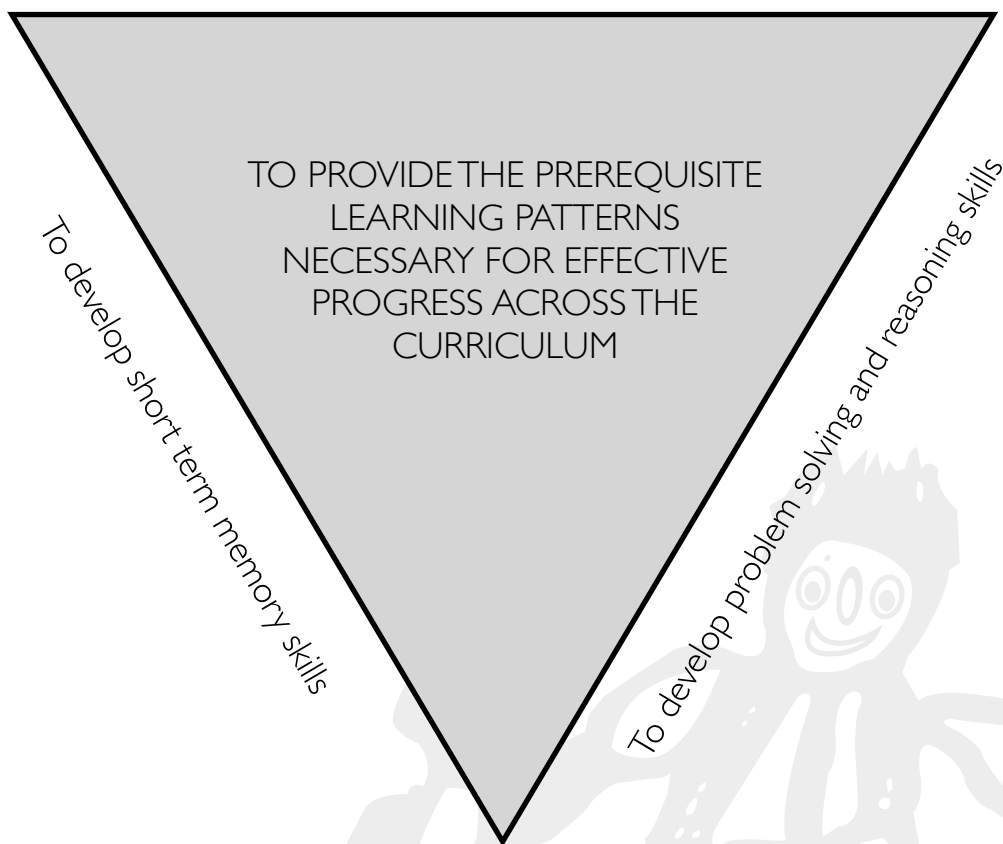 TO PROVIDE THE PREREQUISITE
LEARNING PATTERNS
NECESSARY FOR EFFECTIVE
PROGRESS ACROSS THE
CURRICULUM
To develop short term memory skills
To develop problem solving and reasoning skills